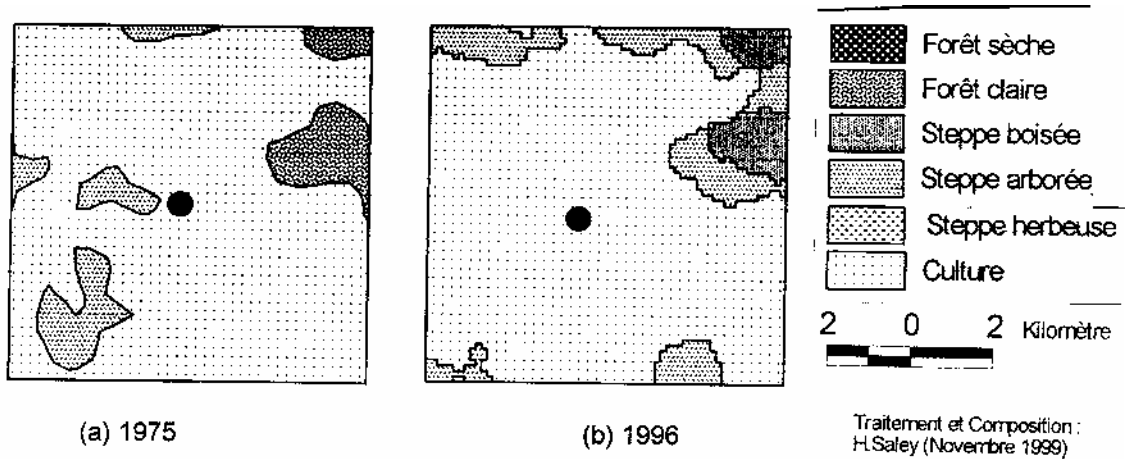 Forêt sèche
Forêt claire
Steppe boisée
Steppe arborée
Steppe herbeuse
Culture
2 0 2 Kilomètre
(a) 1975
(b) 1996
Traitement et Composition :
H.Saley (Novembre 1999)